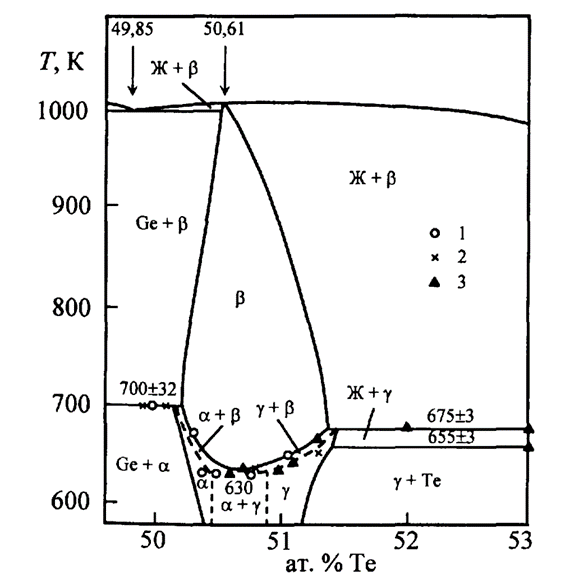 49,85 50,61
T, К
Ж + β
1000
Ж + β
900
Ge + β
1
2
3
β
800
700
700±32
Ж + γ
α + β
γ + β
675±3
655±3
Ge + α
α
630
γ
γ + Te
α + γ
600
50 51 52 53
ат. % Te